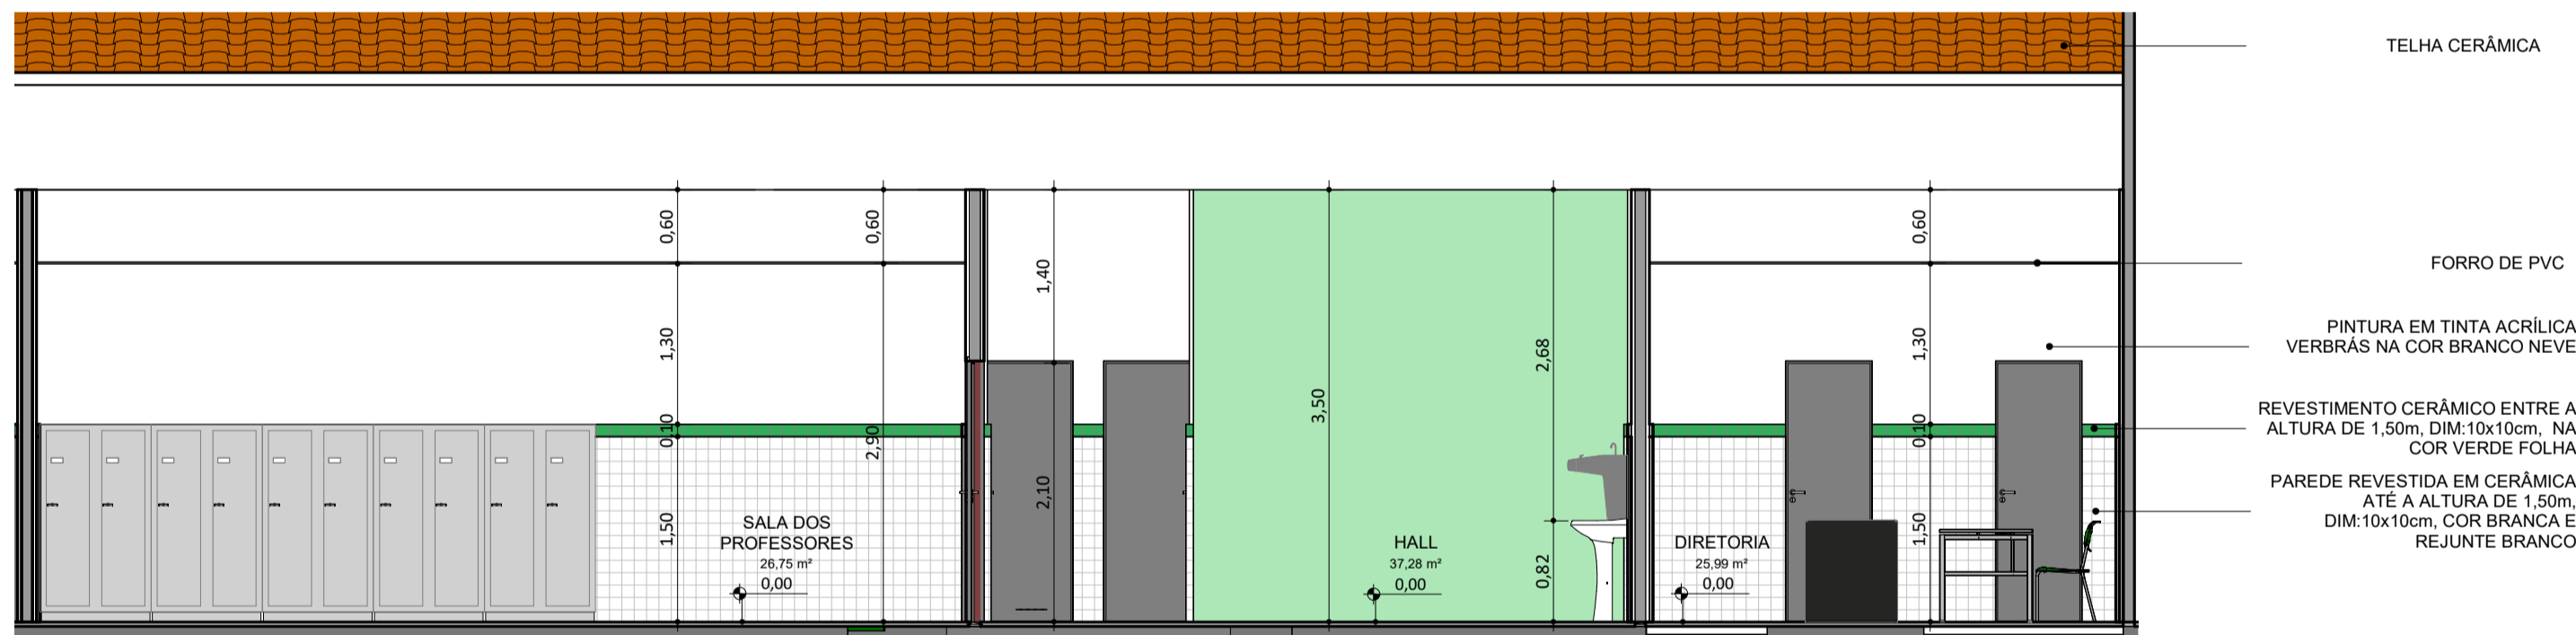 TELHA CERÂMICA
FORRO DE PVC
PINTURA EM TINTA ACRÍLICA
VERBRÁS NA COR BRANCO NEVE
REVESTIMENTO CERÂMICO ENTRE A
ALTURA DE 1,50m, DIM:10x10cm, NA
COR VERDE FOLHA
PAREDE REVESTIDA EM CERÂMICA
ATÉ A ALTURA DE 1,50m,
DIM:10x10cm, COR BRANCA E
REJUNTE BRANCO
0,60
1,30
0,10
1,50
0,60
2,90
SALA DOS
PROFESSORES
26,75 m²
0,00
1,40
2,10
3,50
HALL
37,28 m²
0,00
2,68
0,82
DIRETORIA
25,99 m²
0,00
0,60
1,30
0,10
1,50